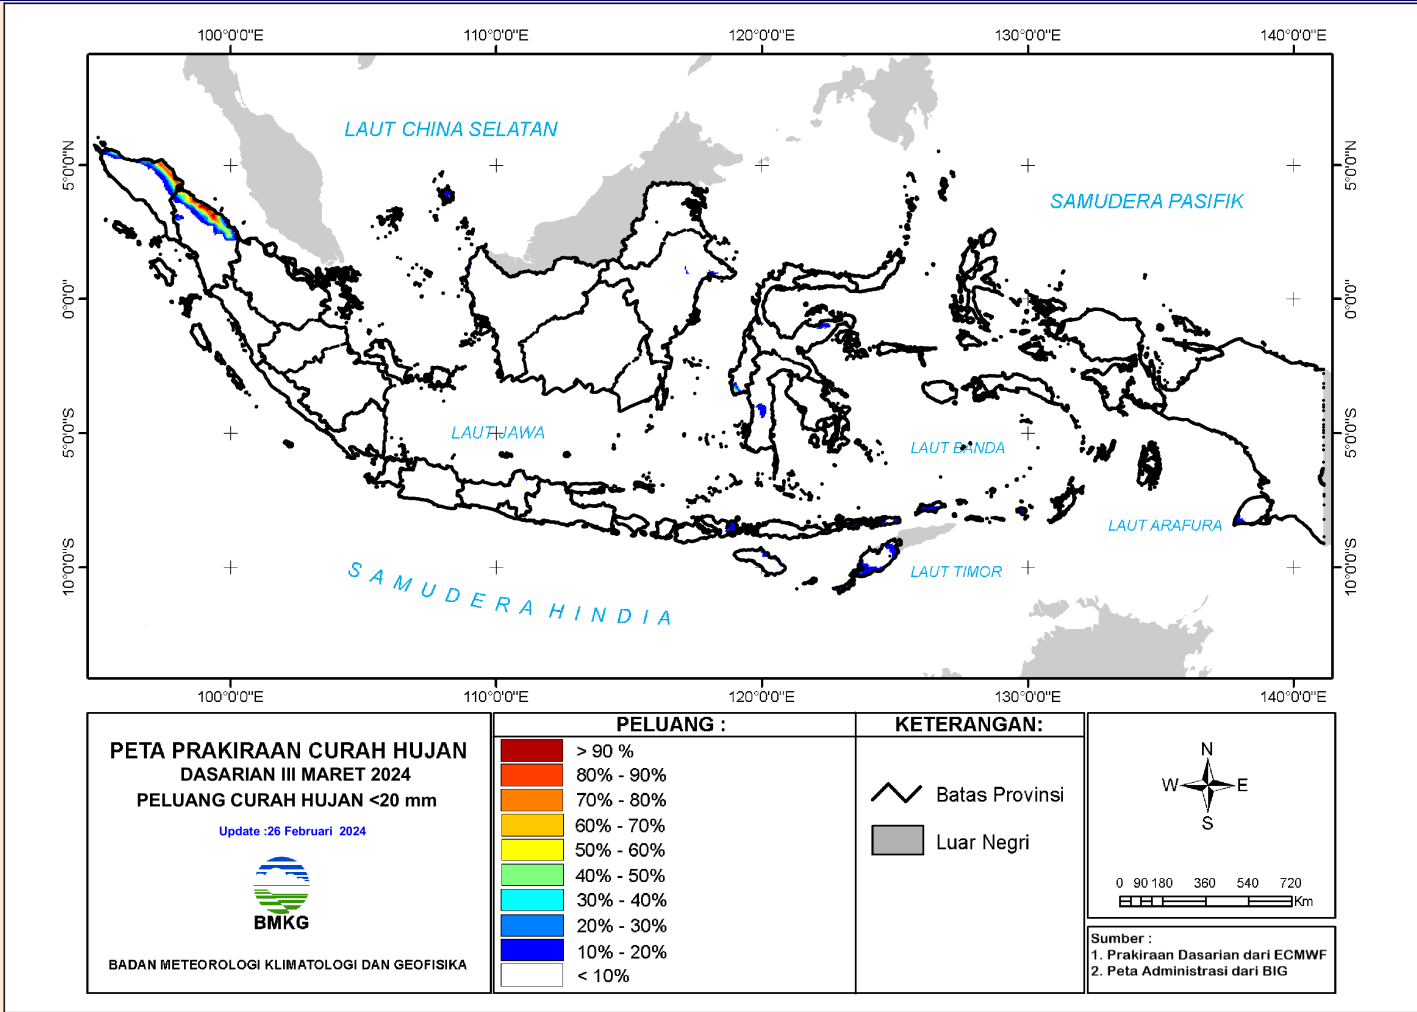 100°0'0"E 110°0'0"E 120°0'0"E 130°0'0"E 140°0'0"E
LAUT CHINA SELATAN
5°0'0"N 5°0'0"N
SAMUDERA PASIFIK
0°0'0" 0°0'0"
5°0'0"S 5°0'0"S
LAUT JAWA
LAUT BANDA
LAUT ARAFURA
10°0'0"S 10°0'0"S
LAUT TIMOR
SAMUDERA HINDIA
100°0'0"E 110°0'0"E 120°0'0"E 130°0'0"E 140°0'0"E
PETA PRAKIRAAN CURAH HUJAN
DASARIAN III MARET 2024
PELUANG CURAH HUJAN <20 mm
Update :26 Februari 2024
BMKG
BADAN METEOROLOGI KLIMATOLOGI DAN GEOFISIKA
PELUANG :
> 90 %
80% - 90%
70% - 80%
60% - 70%
50% - 60%
40% - 50%
30% - 40%
20% - 30%
10% - 20%
< 10%
KETERANGAN:
Batas Provinsi
Luar Negri
N
W E
S
0 90 180 360 540 720
Km
Sumber :
1. Prakiraan Dasarian dari ECMWF
2. Peta Administrasi dari BIG